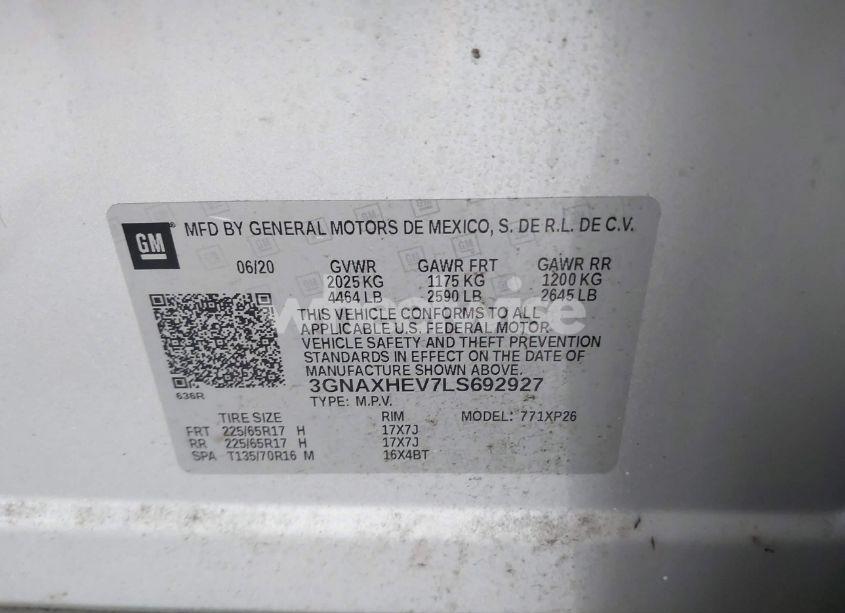 GM ® MFD BY GENERAL MOTORS DE MEXICO, S. DE R.L. DE C.V.
06/20 GVWR GAWR FRT GAWR RR
2025 KG 1175 KG 1200 KG
4464 LB 2590 LB 2645 LB
THIS VEHICLE CONFORMS TO ALL
APPLICABLE U.S. FEDERAL MOTOR
VEHICLE SAFETY AND THEFT PREVENTION
STANDARDS IN EFFECT ON THE DATE OF
MANUFACTURE SHOWN ABOVE.
3GNAXHEV7LS692927
636R
TYPE: M.P.V.
TIRE SIZE RIM MODEL: 771XP26
FRT 225/65R17 H 17X7J
RR 225/65R17 H 17X7J
SPA T135/70R16 M 16X4BT